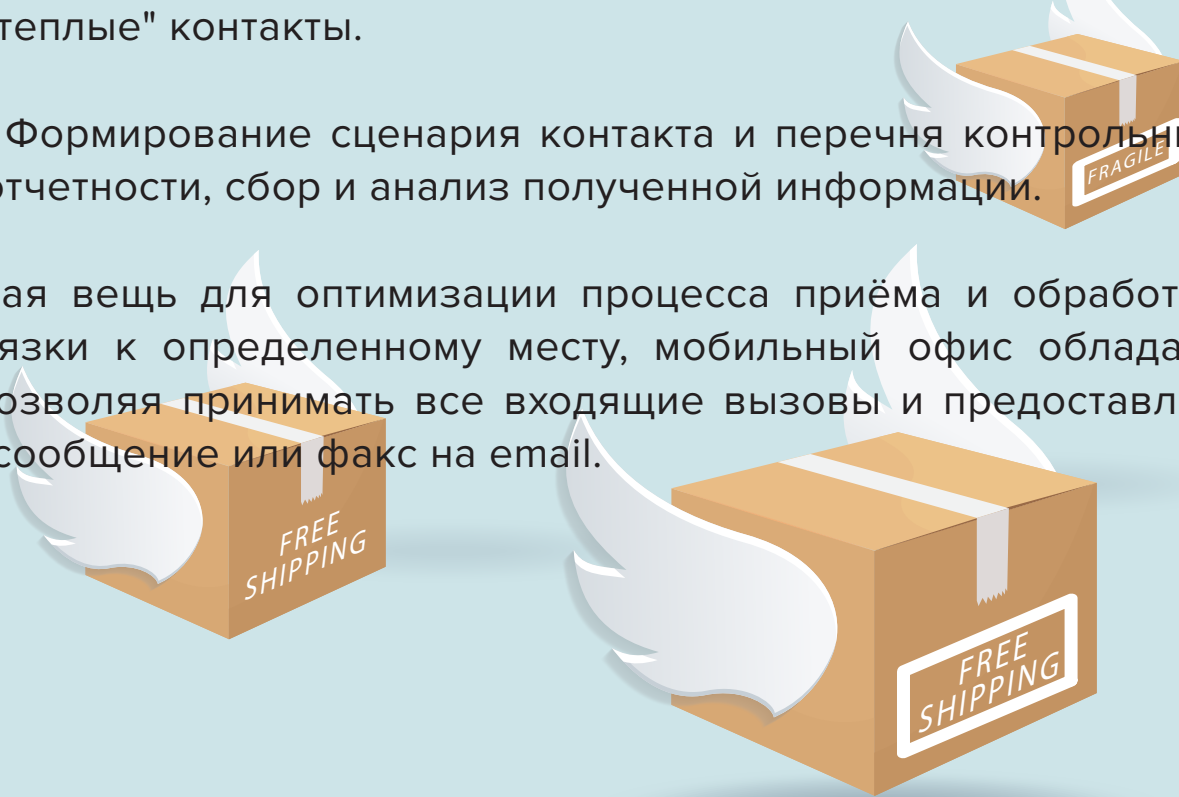 теплые" контакты.
Формирование сценария контакта и перечня контрольн
отчетности, сбор и анализ полученной информации.
ая вещь для оптимизации процесса приёма и обработ
язки к определенному месту, мобильный офис облада
озволяя принимать все входящие вызовы и предоставл
сообщение или факс на email.
FRAGILE
FREE
SHIPPING
FREE
SHIPPING